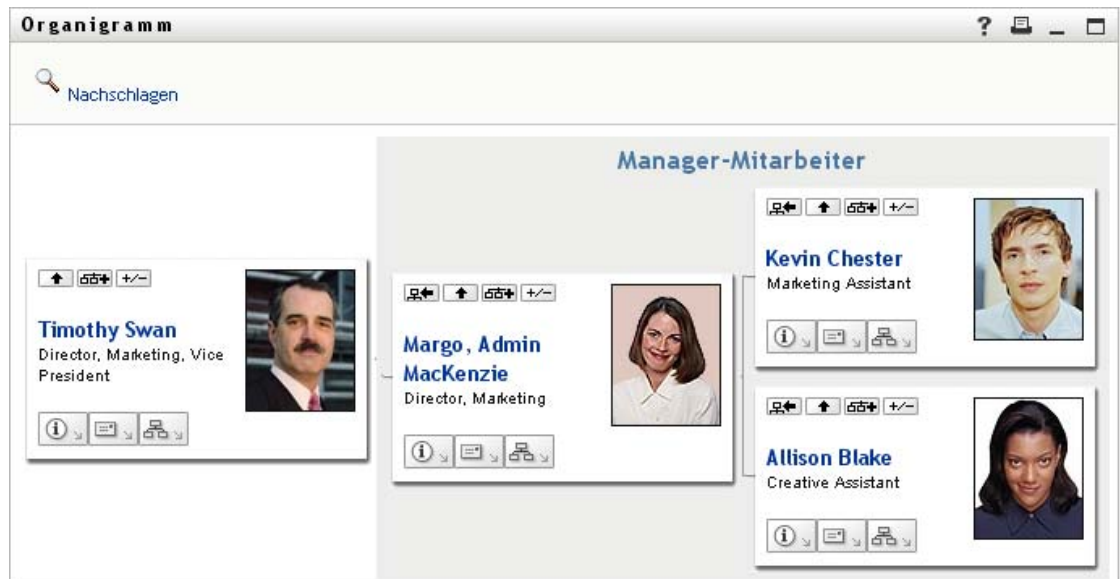 Organigramm
?
Nachschlagen
Manager-Mitarbeiter
+/-
Timothy Swan
Director, Marketing, Vice
President
+/-
Margo, Admin
MacKenzie
Director, Marketing
+/-
Kevin Chester
Marketing Assistant
+/-
Allison Blake
Creative Assistant